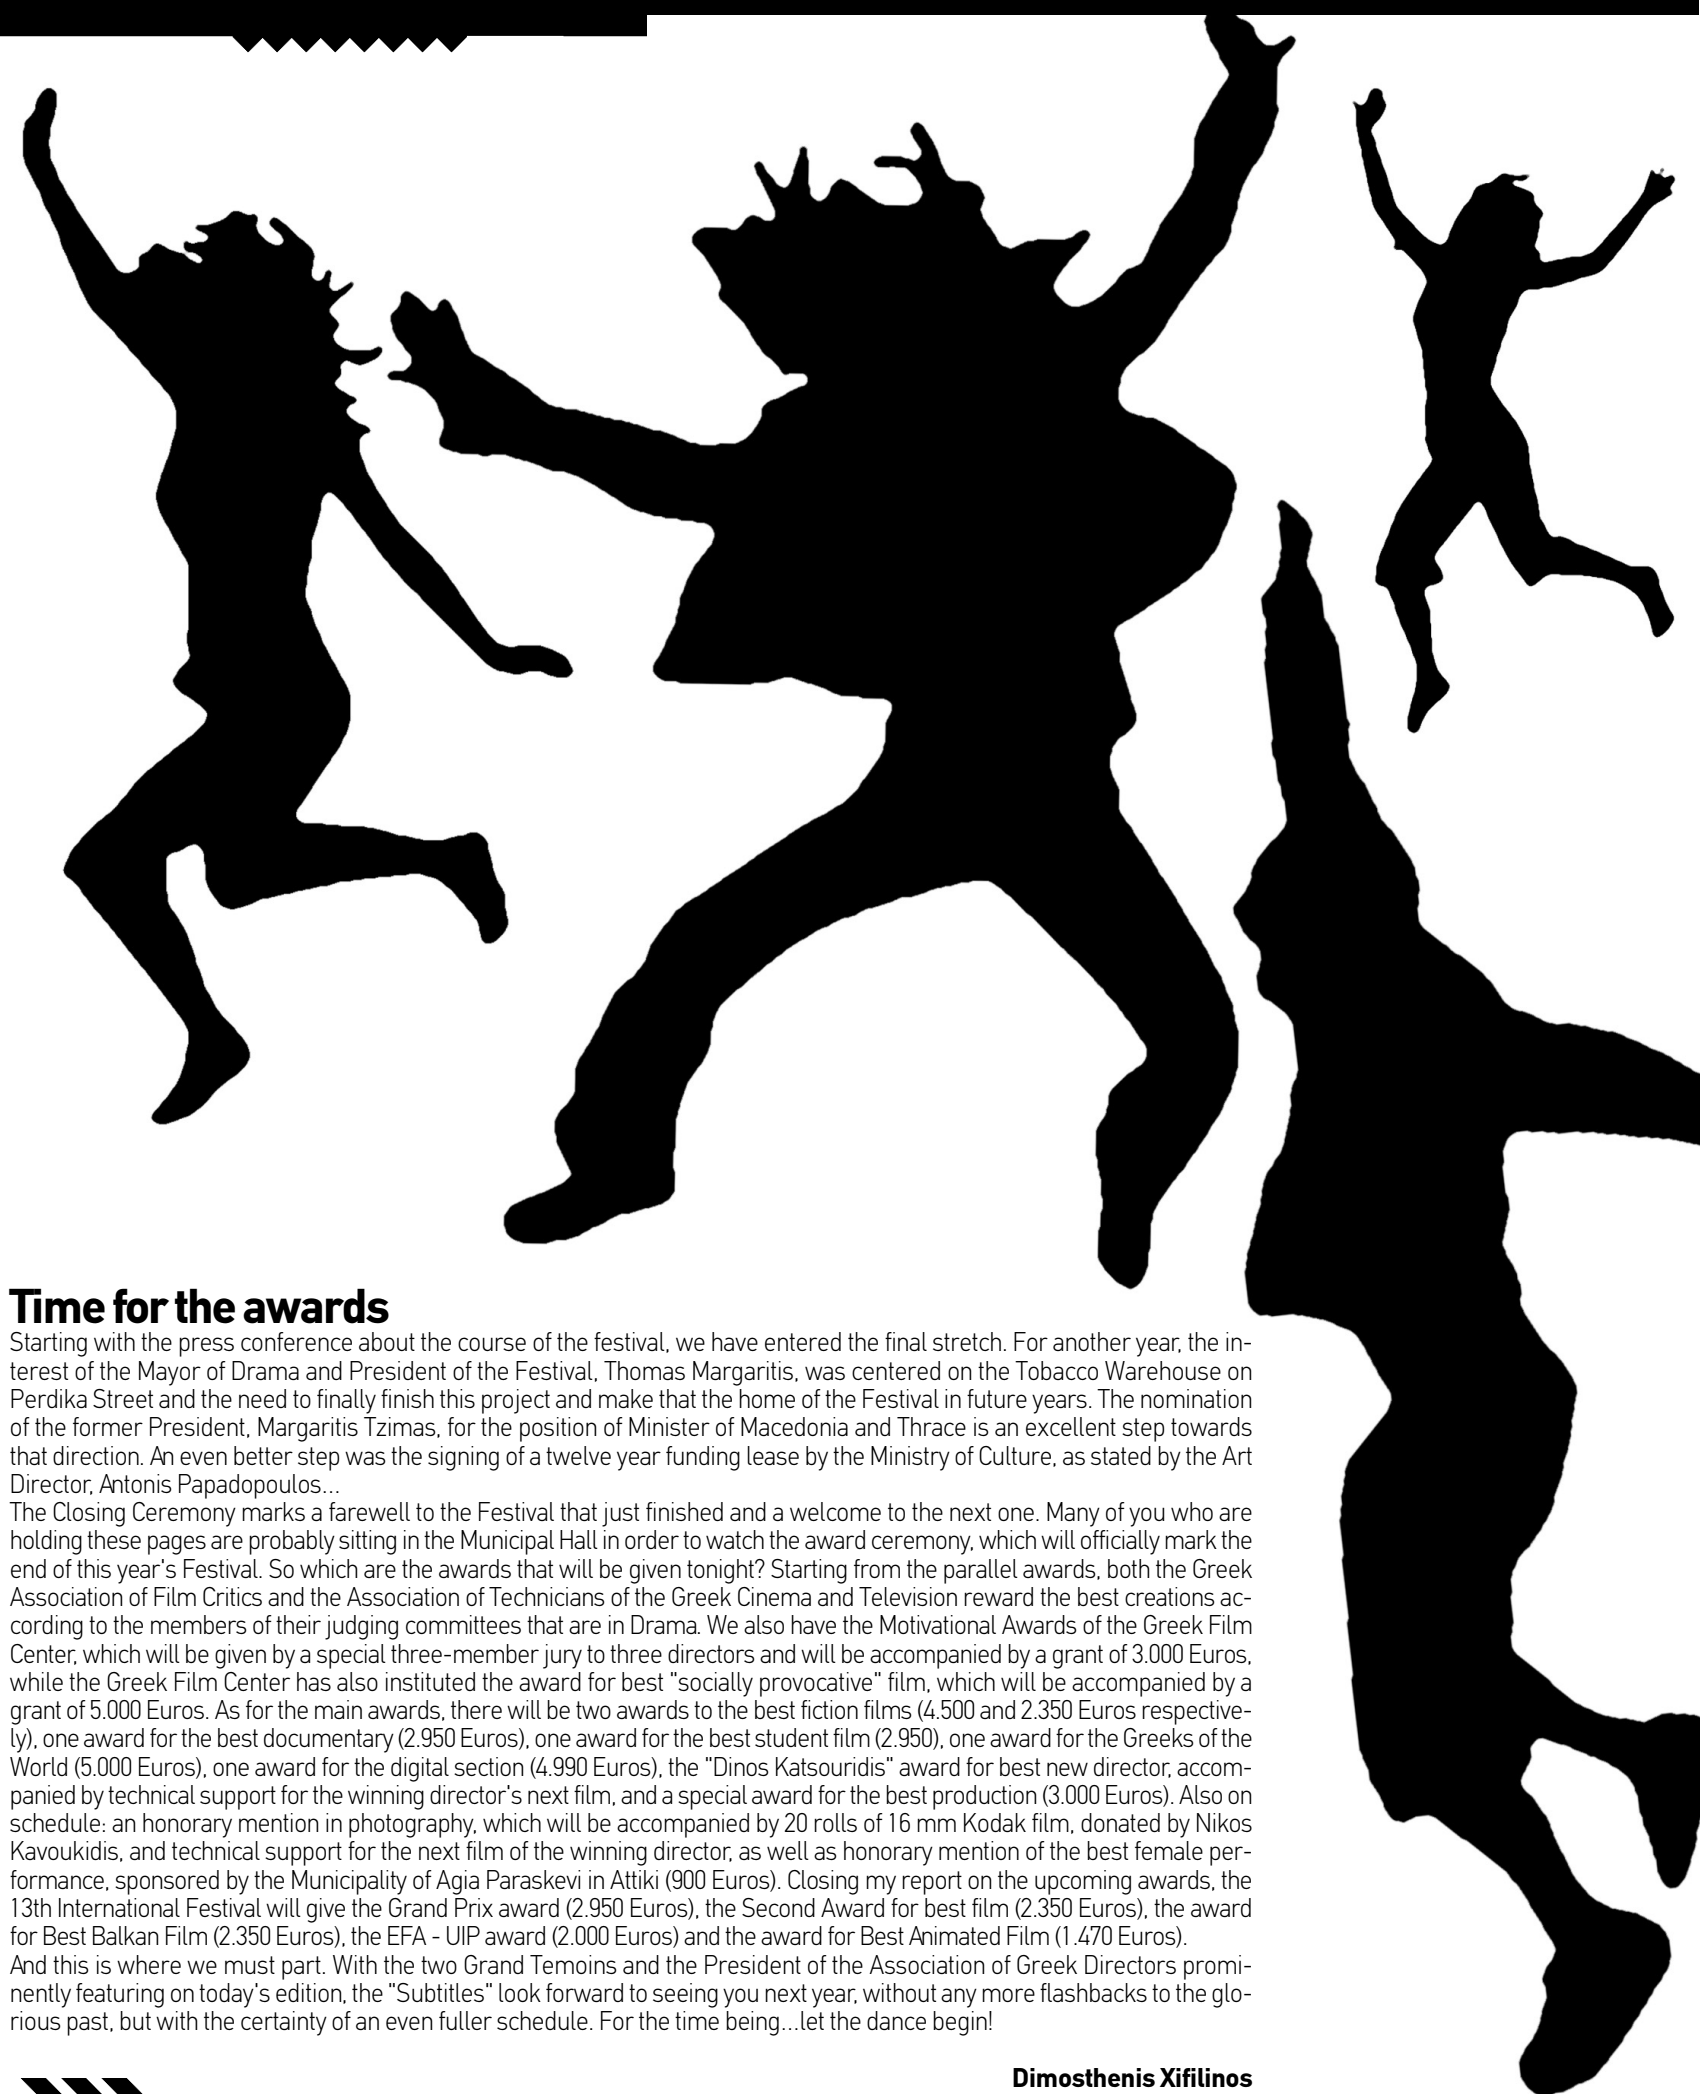 Time for the awards
Starting with the press conference about the course of the festival, we have entered the final stretch. For another year, the in-
terest of the Mayor of Drama and President of the Festival, Thomas Margaritis, was centered on the Tobacco Warehouse on
Perdika Street and the need to finally finish this project and make that the home of the Festival in future years. The nomination
of the former President, Margaritis Tzimas, for the position of Minister of Macedonia and Thrace is an excellent step towards
that direction. An even better step was the signing of a twelve year funding lease by the Ministry of Culture, as stated by the Art
Director, Antonis Papadopoulos...
The Closing Ceremony marks a farewell to the Festival that just finished and a welcome to the next one. Many of you who are
holding these pages are probably sitting in the Municipal Hall in order to watch the award ceremony, which will officially mark the
end of this year's Festival. So which are the awards that will be given tonight? Starting from the parallel awards, both the Greek
Association of Film Critics and the Association of Technicians of the Greek Cinema and Television reward the best creations ac-
cording to the members of their judging committees that are in Drama. We also have the Motivational Awards of the Greek Film
Center, which will be given by a special three-member jury to three directors and will be accompanied by a grant of 3.000 Euros,
while the Greek Film Center has also instituted the award for best "socially provocative" film, which will be accompanied by a
grant of 5.000 Euros. As for the main awards, there will be two awards to the best fiction films (4.500 and 2.350 Euros respective-
ly), one award for the best documentary (2.950 Euros), one award for the best student film (2.950), one award for the Greeks of the
World (5.000 Euros), one award for the digital section (4.990 Euros), the "Dinos Katsouridis" award for best new director, accom-
panied by technical support for the winning director's next film, and a special award for the best production (3.000 Euros). Also on
schedule: an honorary mention in photography, which will be accompanied by 20 rolls of 16 mm Kodak film, donated by Nikos
Kavoukidis, and technical support for the next film of the winning director, as well as honorary mention of the best female per-
formance, sponsored by the Municipality of Agia Paraskevi in Attiki (900 Euros). Closing my report on the upcoming awards, the
13th International Festival will give the Grand Prix award (2.950 Euros), the Second Award for best film (2.350 Euros), the award
for Best Balkan Film (2.350 Euros), the EFA - UIP award (2.000 Euros) and the award for Best Animated Film (1.470 Euros).
And this is where we must part. With the two Grand Temoins and the President of the Association of Greek Directors promi-
nently featuring on today's edition, the "Subtitles" look forward to seeing you next year, without any more flashbacks to the glo-
rious past, but with the certainty of an even fuller schedule. For the time being...let the dance begin!
Dimosthenis Xifilinos